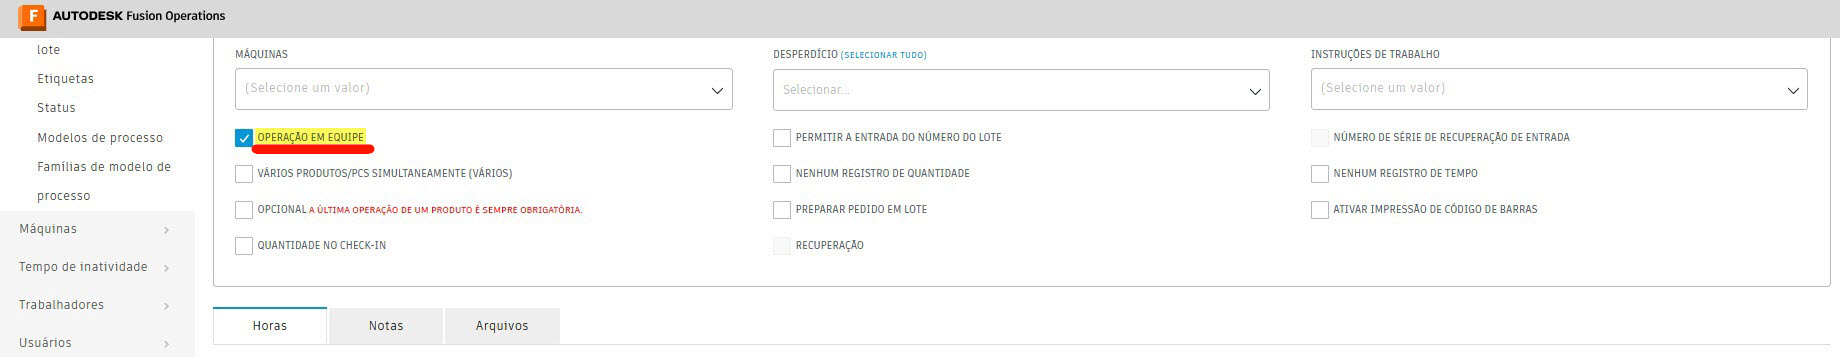 AUTODESK Fusion Operations
lote
Etiquetas
Status
Modelos de processo
Famílias de modelo de
processo
Máquinas
Tempo de inatividade
Trabalhadores
Usuários
MÁQUINAS
(Selecione um valor)
DESPERDÍCIO (SELECIONAR TUDO)
Selecionar...
INSTRUÇÕES DE TRABALHO
(Selecione um valor)
OPERAÇÃO EM EQUIPE
PERMITIR A ENTRADA DO NÚMERO DO LOTE
NÚMERO DE SÉRIE DE RECUPERAÇÃO DE ENTRADA
VÁRIOS PRODUTOS/PCS SIMULTANEAMENTE (VÁRIOS)
NENHUM REGISTRO DE QUANTIDADE
NENHUM REGISTRO DE TEMPO
OPCIONAL A ÚLTIMA OPERAÇÃO DE UM PRODUTO É SEMPRE OBRIGATÓRIA.
PREPARAR PEDIDO EM LOTE
ATIVAR IMPRESSÃO DE CÓDIGO DE BARRAS
QUANTIDADE NO CHECK-IN
RECUPERAÇÃO
Horas
Notas
Arquivos